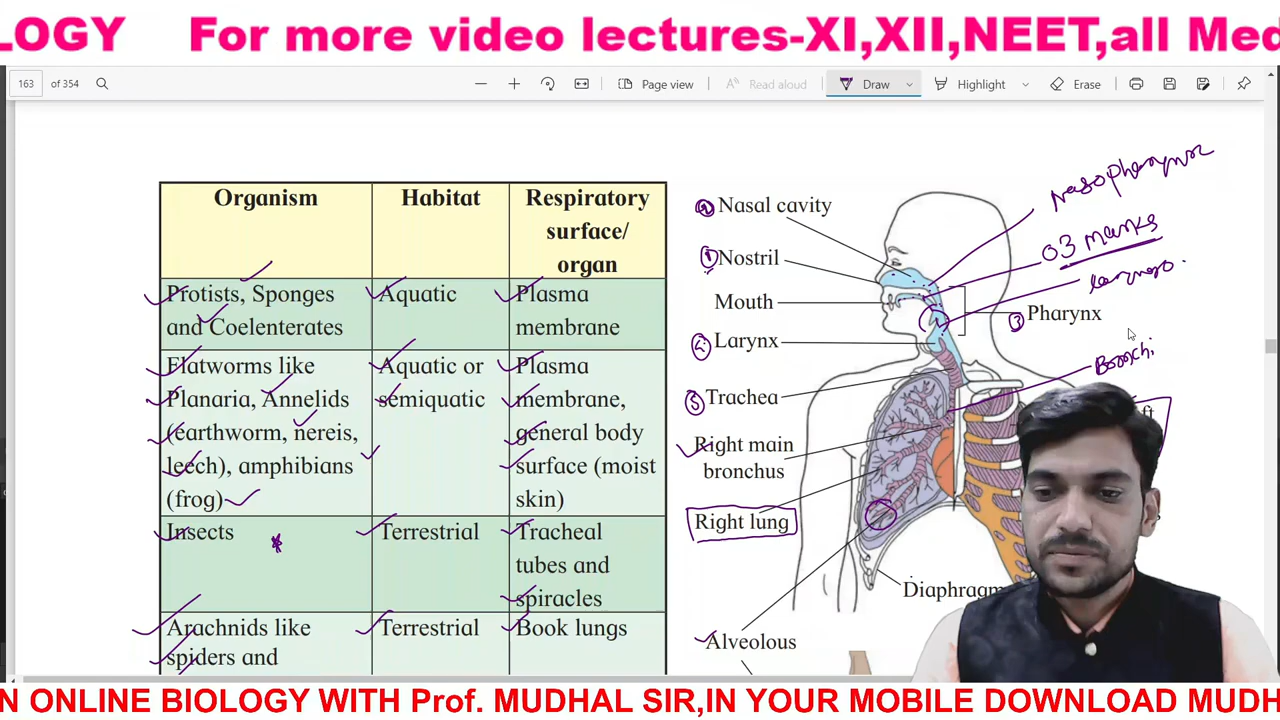 LOGY For more video lectures-XI,XII,NEET,all Med
163 of 354 Page view Read aloud Draw Highlight Erase
Organism Habitat Respiratory surface/ organ
Protists, Sponges and Coelenterates Aquatic Plasma membrane
Flatworms like Planaria, Annelids (earthworm, nereis, leech), amphibians (frog) Aquatic or semiquatic Plasma membrane, general body surface (moist skin)
Insects Terrestrial Tracheal tubes and spiracles
Arachnids like spiders and Terrestrial Book lungs
Nasal cavity
Nostril
Mouth
Larynx
Trachea
Right main
bronchus
Right lung
Alveolous
Nasopharynx
03 marks
laryngo
Pharynx
Bronchi
Diaphragm
N ONLINE BIOLOGY WITH Prof. MUDHAL SIR,IN YOUR MOBILE DOWNLOAD MUDH